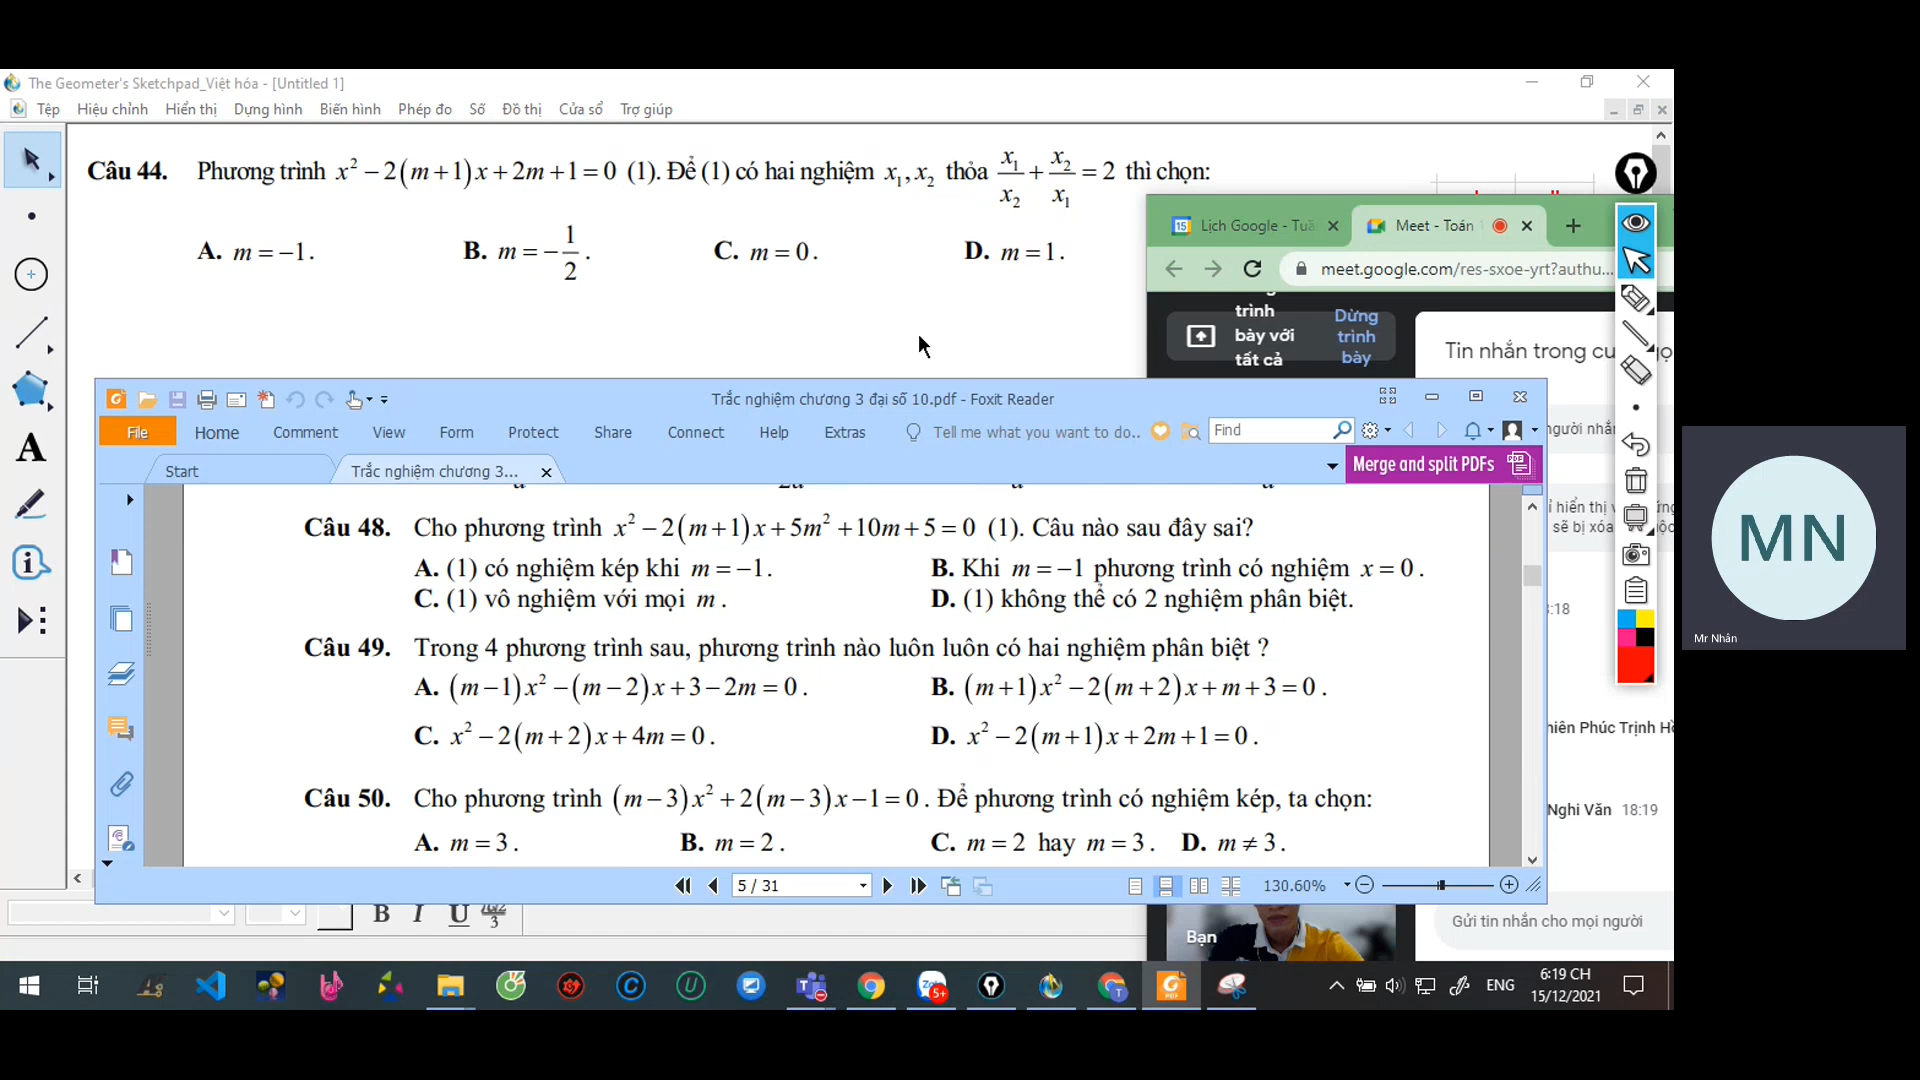 The Geometer's Sketchpad_Việt hóa - [Untitled 1]
Tệp Hiệu chỉnh Hiển thị Dựng hình Biến hình Phép đo Số Đồ thị Cửa sổ Trợ giúp
Câu 44. Phương trình x² − 2(m+1)x + 2m + 1 = 0 (1). Để (1) có hai nghiệm x₁, x₂ thỏa x₁/x₂ + x₂/x₁ = 2 thì chọn:
A. m = −1. B. m = −1/2. C. m = 0. D. m = 1.
Lịch Google - Tuầ
Meet - Toán 1
meet.google.com/res-sxoe-yrt?authu...
trình
bày với
tất cả
Dừng
trình
bày
Tin nhắn trong cu
Trắc nghiệm chương 3 đại số 10.pdf - Foxit Reader
File Home Comment View Form Protect Share Connect Help Extras Tell me what you want to do.. Find
Start Trắc nghiệm chương 3... Merge and split PDFs
Câu 48. Cho phương trình x² − 2(m+1)x + 5m² + 10m + 5 = 0 (1). Câu nào sau đây sai?
A. (1) có nghiệm kép khi m = −1. B. Khi m = −1 phương trình có nghiệm x = 0.
C. (1) vô nghiệm với mọi m. D. (1) không thể có 2 nghiệm phân biệt.
Câu 49. Trong 4 phương trình sau, phương trình nào luôn luôn có hai nghiệm phân biệt ?
A. (m−1)x² − (m−2)x + 3 − 2m = 0. B. (m+1)x² − 2(m+2)x + m + 3 = 0.
C. x² − 2(m+2)x + 4m = 0. D. x² − 2(m+1)x + 2m + 1 = 0.
Câu 50. Cho phương trình (m−3)x² + 2(m−3)x − 1 = 0. Để phương trình có nghiệm kép, ta chọn:
A. m = 3. B. m = 2. C. m = 2 hay m = 3. D. m ≠ 3.
5 / 31
130.60%
người nhắ
ỉ hiển thị v
sẽ bị xóa
:18
hiên Phúc Trịnh H
Nghi Văn 18:19
B I U
Bạn
Gửi tin nhắn cho mọi người
MN
Mr Nhân
5+
ENG
6:19 CH
15/12/2021